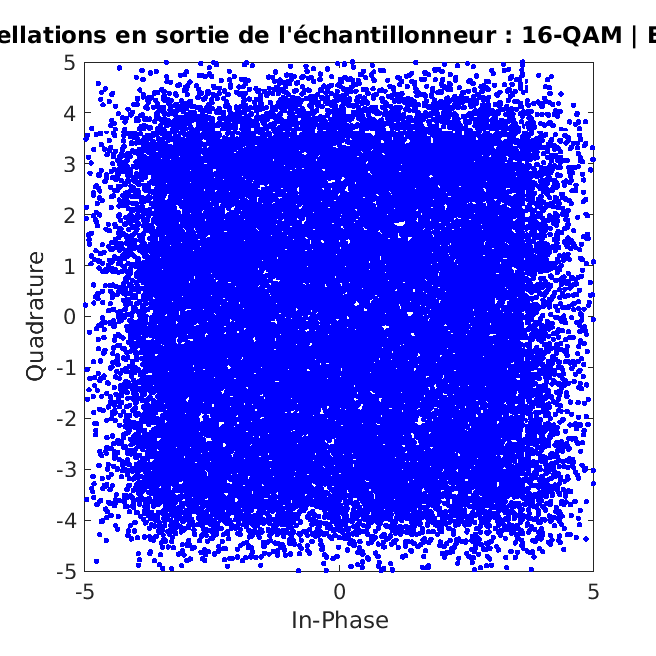 ellations en sortie de l'échantillonneur : 16-QAM | E
5
4
3
2
1
0
-1
-2
-3
-4
-5
Quadrature
-5 0 5
In-Phase